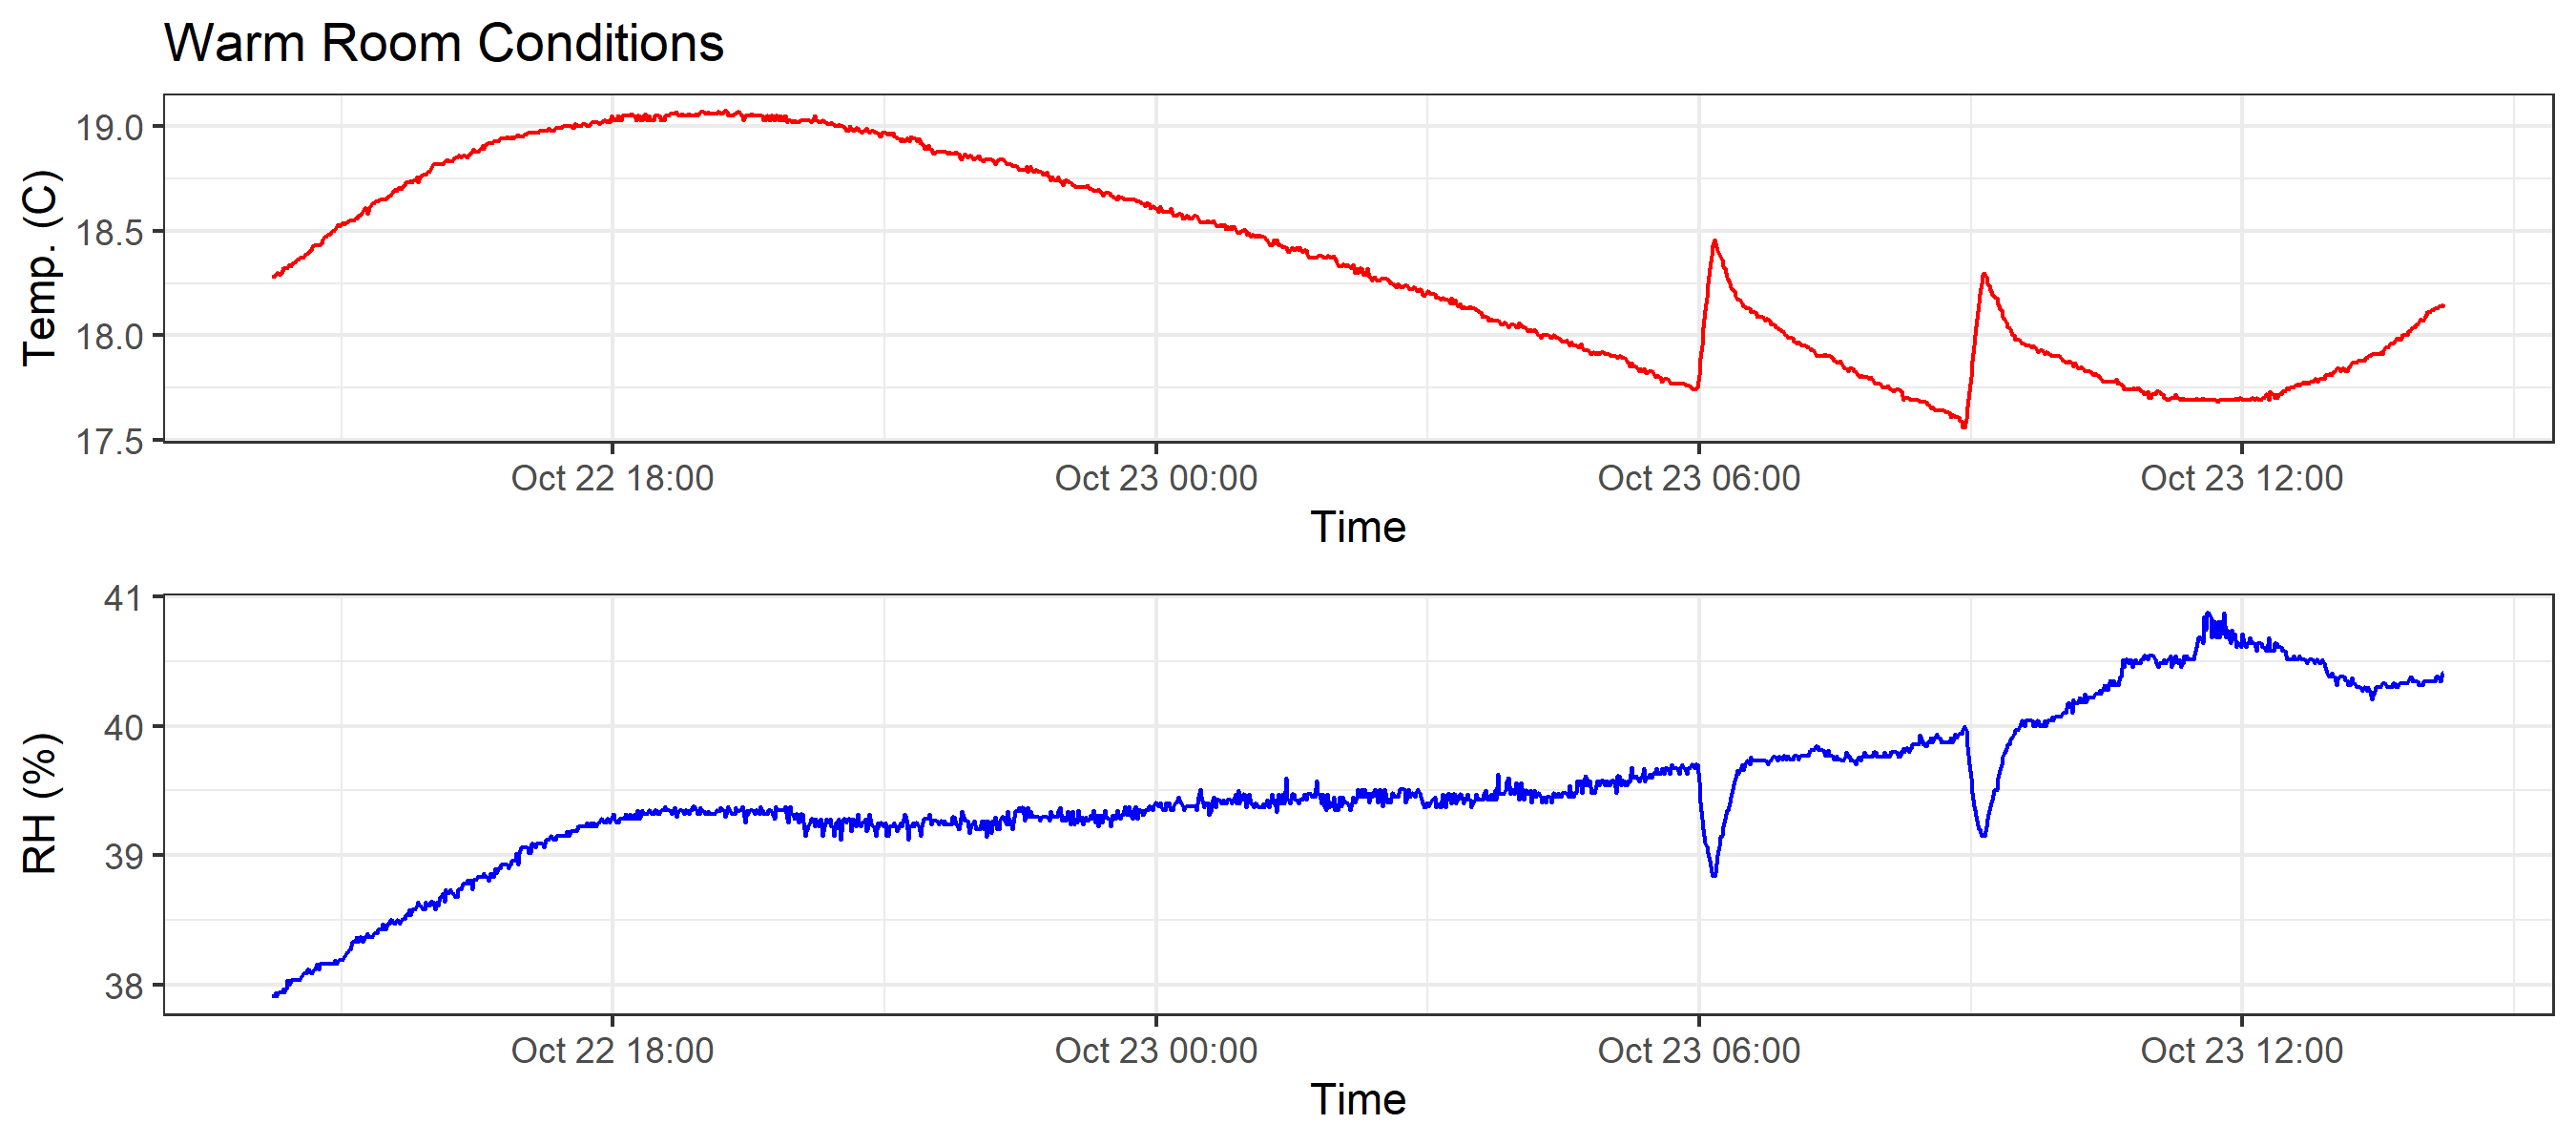 Warm Room Conditions
Temp. (C)
19.0
18.5
18.0
17.5
Oct 22 18:00 Oct 23 00:00 Oct 23 06:00 Oct 23 12:00
Time
RH (%)
41
40
39
38
Oct 22 18:00 Oct 23 00:00 Oct 23 06:00 Oct 23 12:00
Time